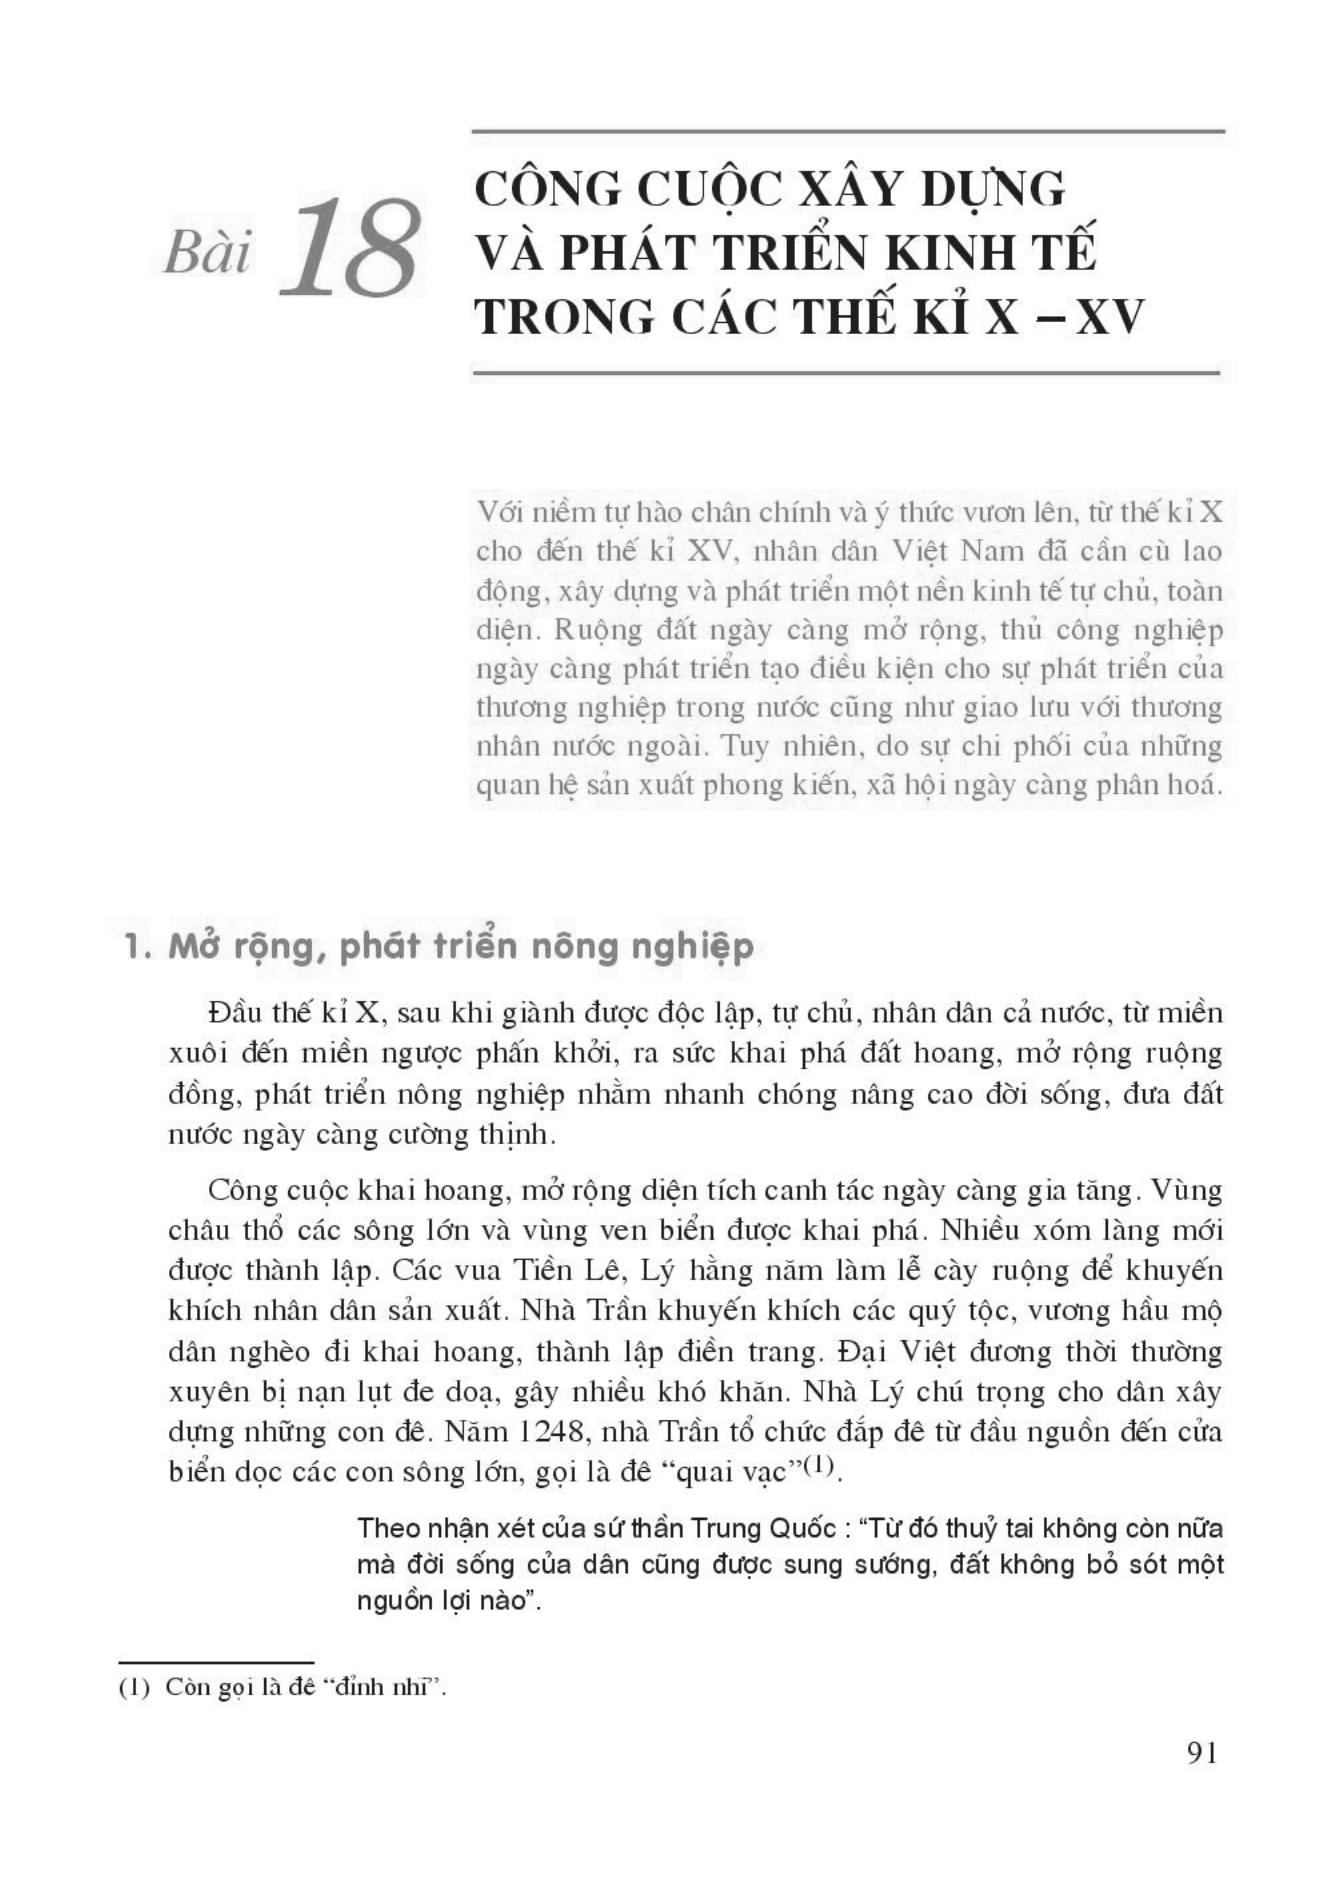 Bài 18
CÔNG CUỘC XÂY DỰNG
VÀ PHÁT TRIỂN KINH TẾ
TRONG CÁC THẾ KỈ X – XV
Với niềm tự hào chân chính và ý thức vươn lên, từ thế kỉ X
cho đến thế kỉ XV, nhân dân Việt Nam đã cần cù lao
động, xây dựng và phát triển một nền kinh tế tự chủ, toàn
diện. Ruộng đất ngày càng mở rộng, thủ công nghiệp
ngày càng phát triển tạo điều kiện cho sự phát triển của
thương nghiệp trong nước cũng như giao lưu với thương
nhân nước ngoài. Tuy nhiên, do sự chi phối của những
quan hệ sản xuất phong kiến, xã hội ngày càng phân hoá.
1. Mở rộng, phát triển nông nghiệp
Đầu thế kỉ X, sau khi giành được độc lập, tự chủ, nhân dân cả nước, từ miền
xuôi đến miền ngược phấn khởi, ra sức khai phá đất hoang, mở rộng ruộng
đồng, phát triển nông nghiệp nhằm nhanh chóng nâng cao đời sống, đưa đất
nước ngày càng cường thịnh.
Công cuộc khai hoang, mở rộng diện tích canh tác ngày càng gia tăng. Vùng
châu thổ các sông lớn và vùng ven biển được khai phá. Nhiều xóm làng mới
được thành lập. Các vua Tiền Lê, Lý hằng năm làm lễ cày ruộng để khuyến
khích nhân dân sản xuất. Nhà Trần khuyến khích các quý tộc, vương hầu mộ
dân nghèo đi khai hoang, thành lập điền trang. Đại Việt đương thời thường
xuyên bị nạn lụt đe doạ, gây nhiều khó khăn. Nhà Lý chú trọng cho dân xây
dựng những con đê. Năm 1248, nhà Trần tổ chức đắp đê từ đầu nguồn đến cửa
biển dọc các con sông lớn, gọi là đê “quai vạc”(1).
Theo nhận xét của sứ thần Trung Quốc : “Từ đó thuỷ tai không còn nữa
mà đời sống của dân cũng được sung sướng, đất không bỏ sót một
nguồn lợi nào”.
(1) Còn gọi là đê “đỉnh nhĩ”.
91